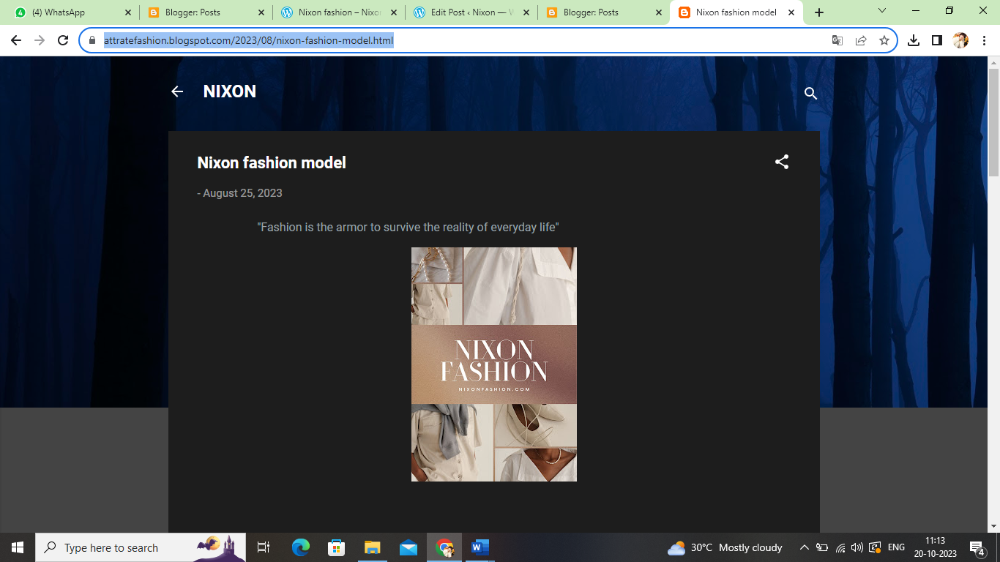 (4) WhatsApp
Blogger: Posts
Nixon fashion – Nixon
Edit Post ‹ Nixon — W
Blogger: Posts
Nixon fashion model
attratefashion.blogspot.com/2023/08/nixon-fashion-model.html
NIXON
Nixon fashion model
- August 25, 2023
"Fashion is the armor to survive the reality of everyday life"
NIXON
FASHION
NIXONFASHION.COM
Type here to search
30°C Mostly cloudy
ENG
11:13
20-10-2023
4